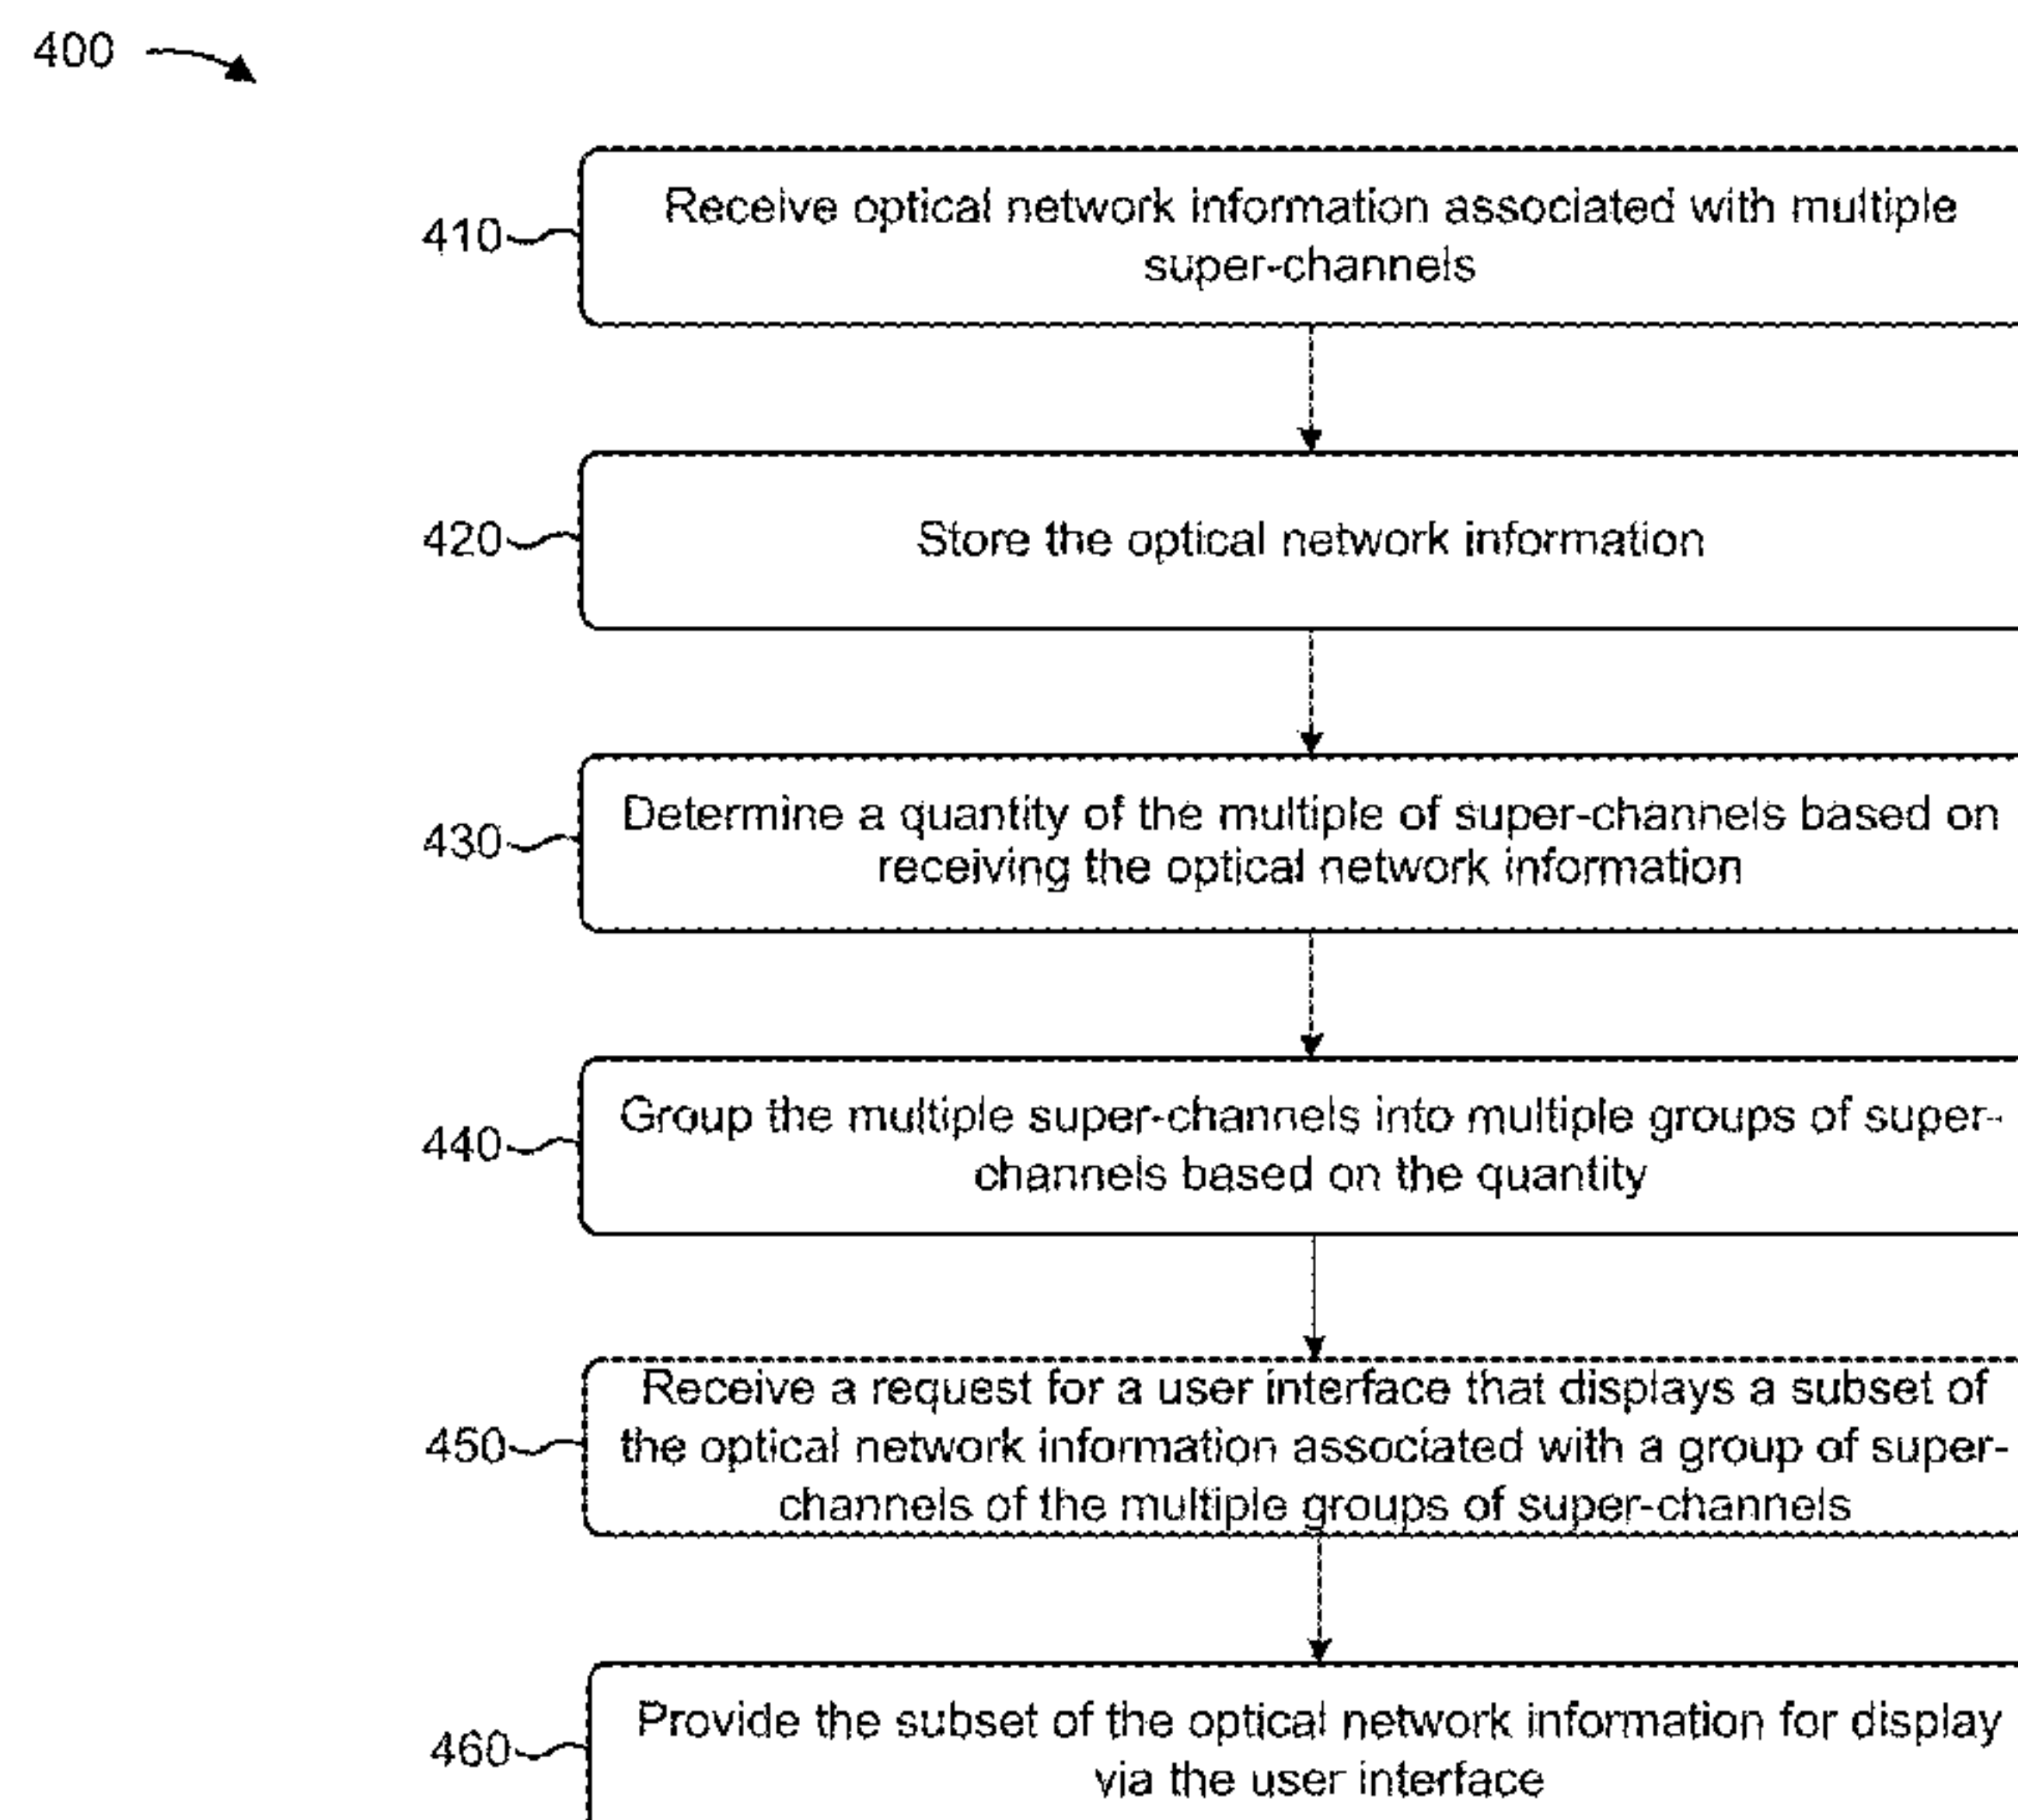 400
410
Receive optical network information associated with multiple
super-channels
420
Store the optical network information
430
Determine a quantity of the multiple of super-channels based on
receiving the optical network information
440
Group the multiple super-channels into multiple groups of super-
channels based on the quantity
450
Receive a request for a user interface that displays a subset of
the optical network information associated with a group of super-
channels of the multiple groups of super-channels
460
Provide the subset of the optical network information for display
via the user interface